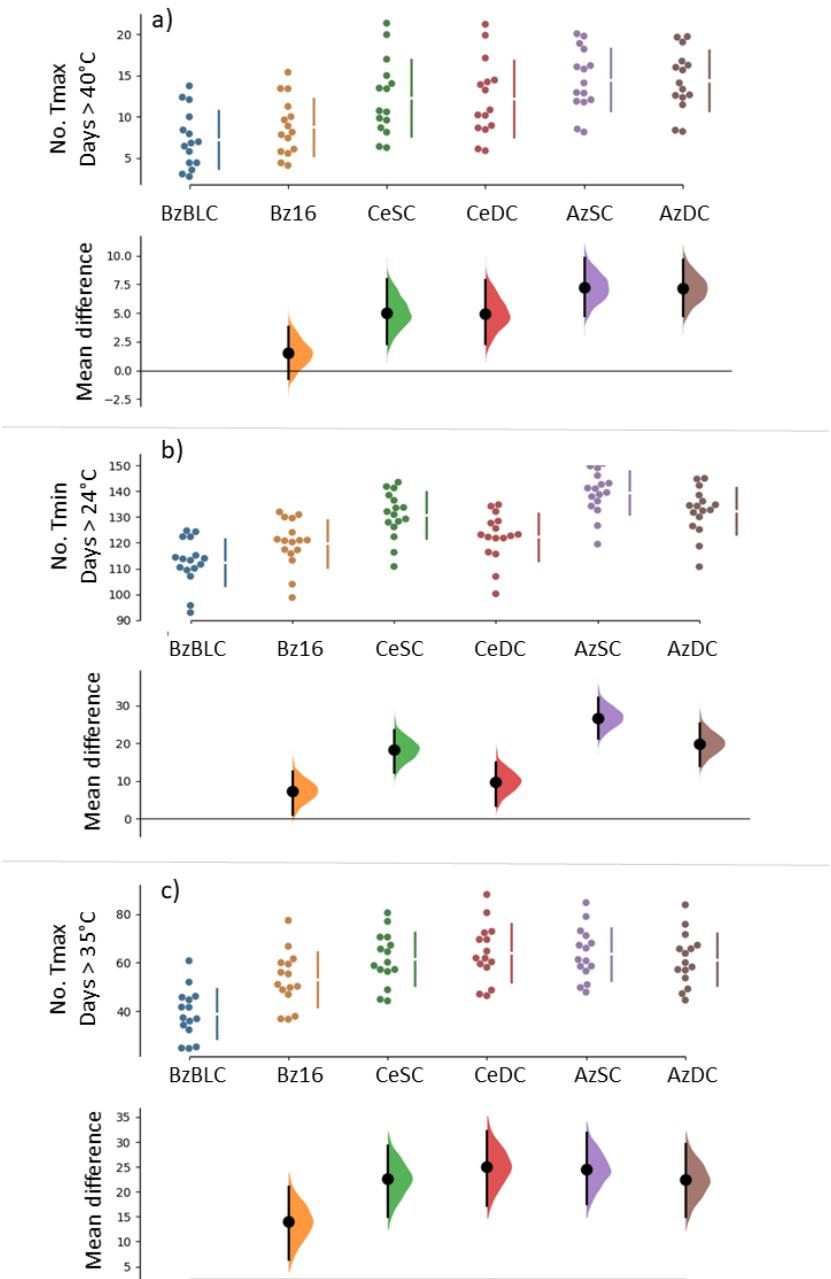 a)
No. Tmax
Days > 40°C
20
15
10
5
BzBLC Bz16 CeSC CeDC AzSC AzDC
Mean difference
10.0
7.5
5.0
2.5
0.0
−2.5
b)
No. Tmin
Days > 24°C
150
140
130
120
110
100
90
BzBLC Bz16 CeSC CeDC AzSC AzDC
Mean difference
30
20
10
0
c)
No. Tmax
Days > 35°C
80
60
40
BzBLC Bz16 CeSC CeDC AzSC AzDC
Mean difference
35
30
25
20
15
10
5